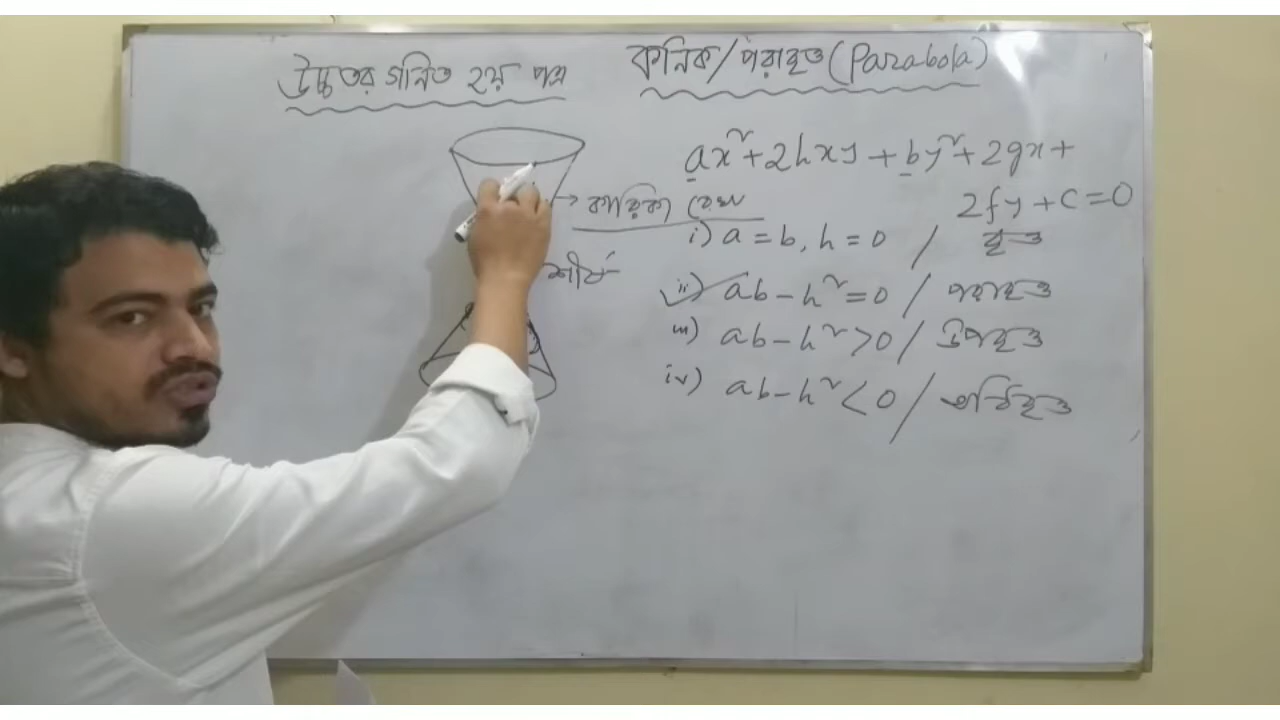 উচ্চতর গনিত ২য় পত্র
কনিক/পরাবৃত্ত (Parabola)
ax²+2hxy+by²+2gx+
2fy+c=0
→ কারিকা রেখা
i) a=b, h=0 / বৃত্ত
শীর্ষ
ii) ab-h²=0 / পরাবৃত্ত
iii) ab-h²>0 / উপবৃত্ত
iv) ab-h²<0 / অধিবৃত্ত